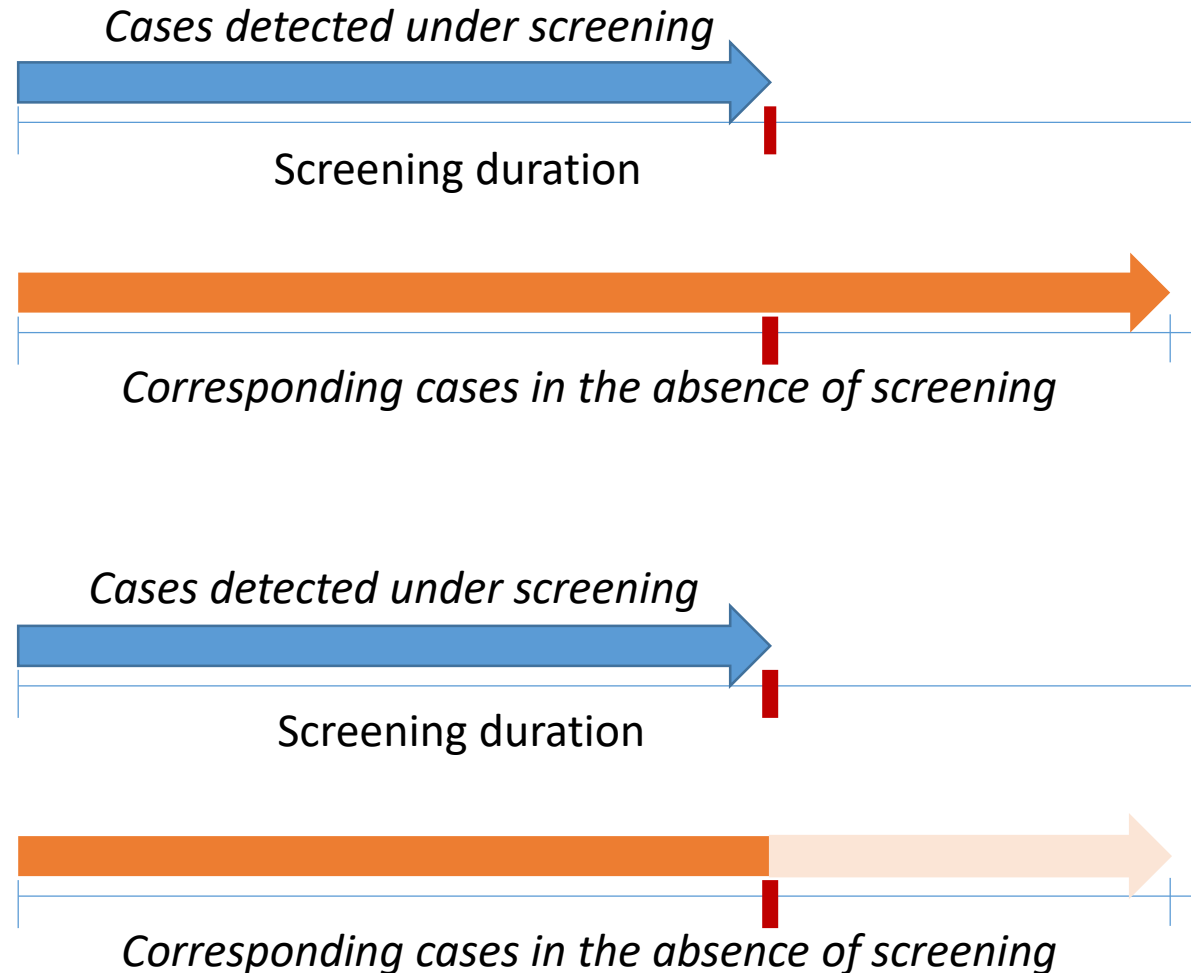 Cases detected under screening
Screening duration
Corresponding cases in the absence of screening
Cases detected under screening
Screening duration
Corresponding cases in the absence of screening